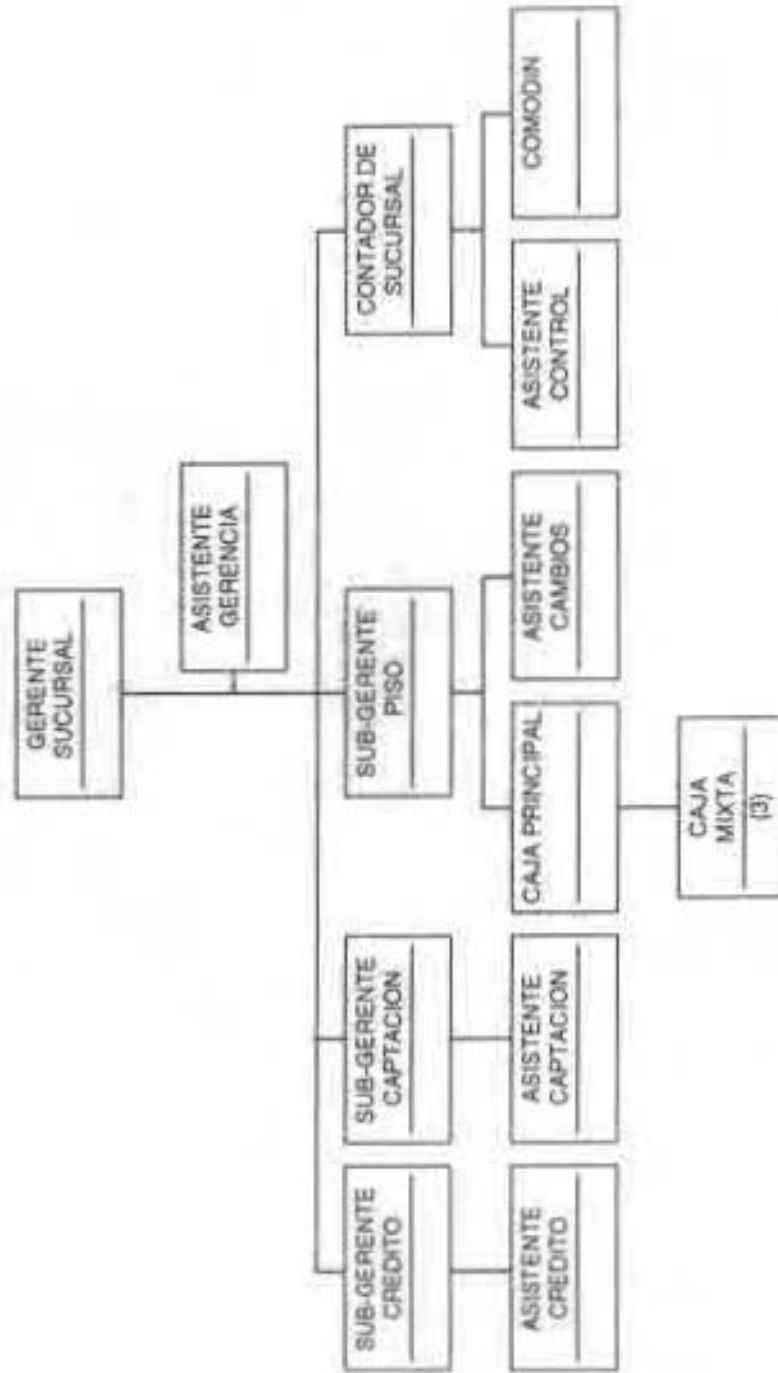 GERENTE
SUCURSAL
ASISTENTE
GERENCIA
SUB-GERENTE
CREDITO
SUB-GERENTE
CAPTACION
SUB-GERENTE
PISO
CONTADOR DE
SUCURSAL
ASISTENTE
CREDITO
ASISTENTE
CAPTACION
CAJA PRINCIPAL
ASISTENTE
CAMBIOS
ASISTENTE
CONTROL
COMODIN
CAJA
MIXTA
(3)